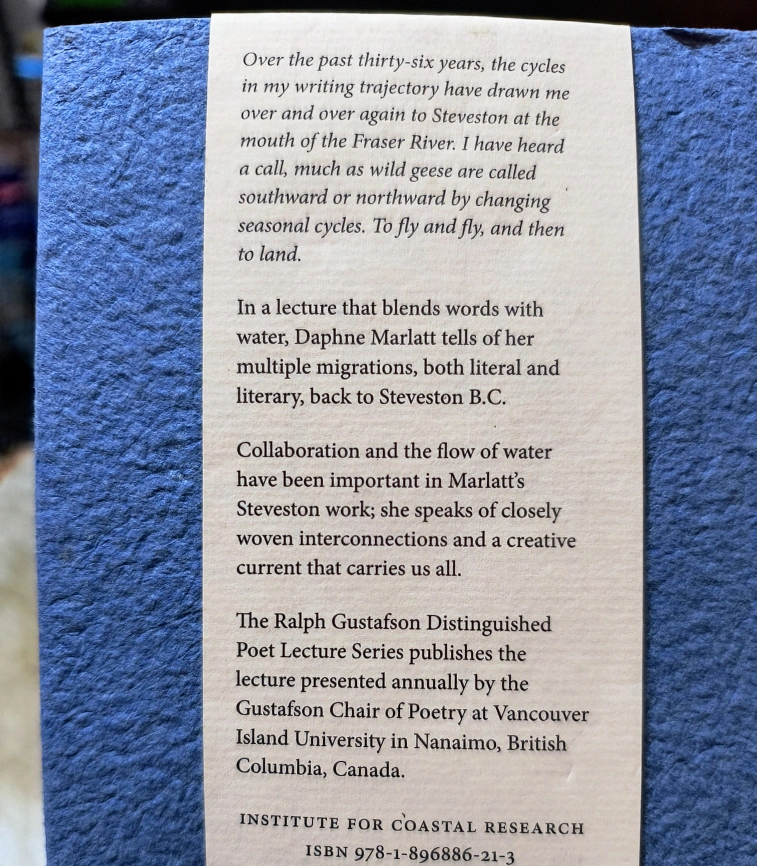 Over the past thirty-six years, the cycles
in my writing trajectory have drawn me
over and over again to Steveston at the
mouth of the Fraser River. I have heard
a call, much as wild geese are called
southward or northward by changing
seasonal cycles. To fly and fly, and then
to land.
In a lecture that blends words with
water, Daphne Marlatt tells of her
multiple migrations, both literal and
literary, back to Steveston B.C.
Collaboration and the flow of water
have been important in Marlatt’s
Steveston work; she speaks of closely
woven interconnections and a creative
current that carries us all.
The Ralph Gustafson Distinguished
Poet Lecture Series publishes the
lecture presented annually by the
Gustafson Chair of Poetry at Vancouver
Island University in Nanaimo, British
Columbia, Canada.
INSTITUTE FOR COASTAL RESEARCH
ISBN 978-1-896886-21-3